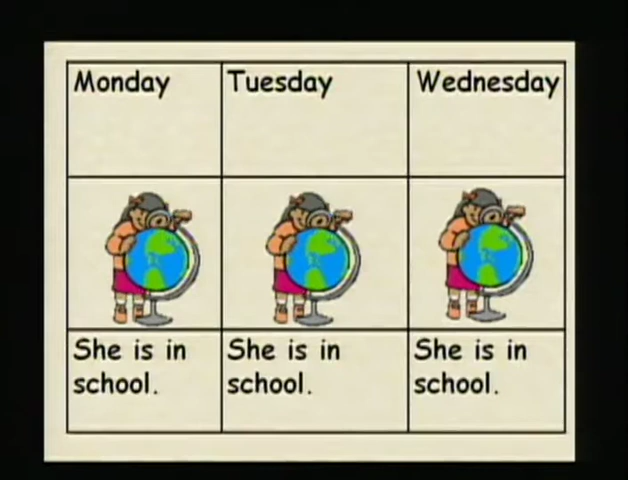 Monday
Tuesday
Wednesday
She is in
school.
She is in
school.
She is in
school.